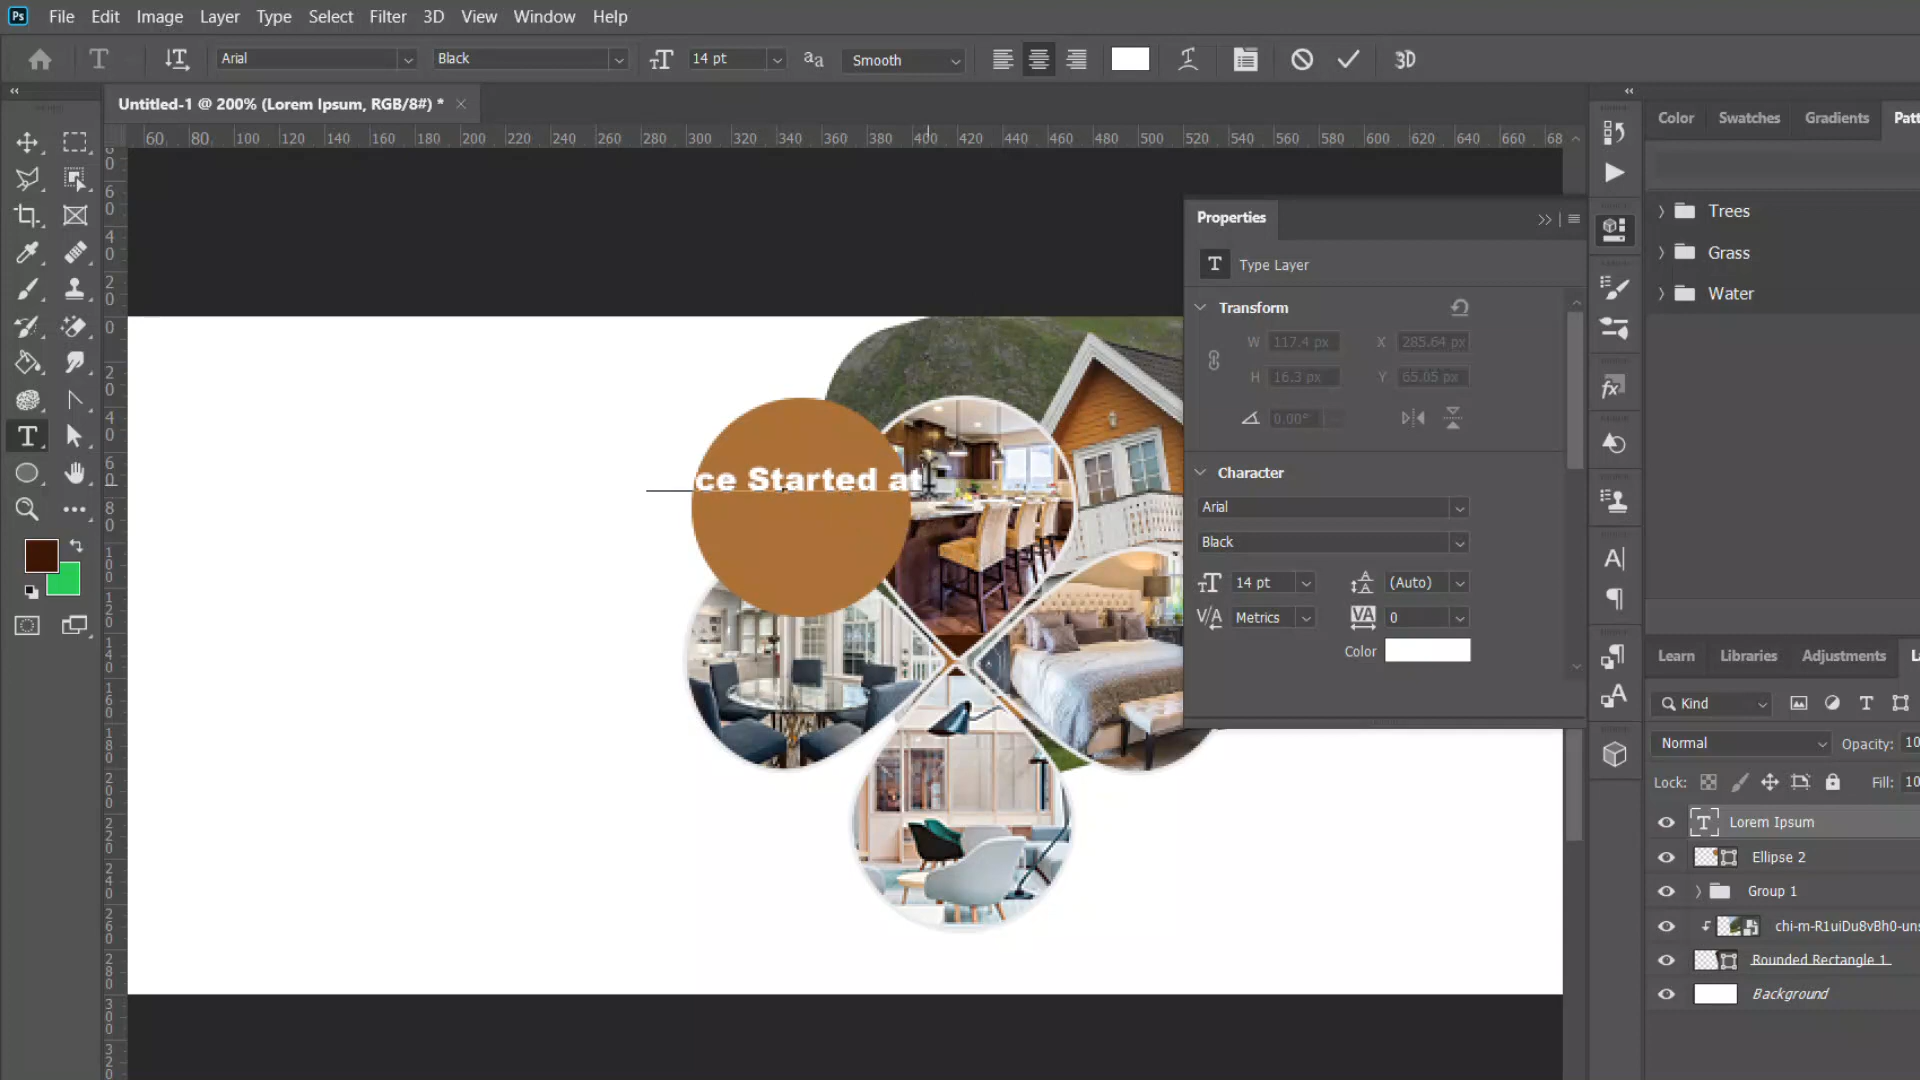 Ps File Edit Image Layer Type Select Filter 3D View Window Help
T Arial Black 14 pt aa Smooth 3D
Untitled-1 @ 200% (Lorem Ipsum, RGB/8#) *
60 80 100 120 140 160 180 200 220 240 260 280 300 320 340 360 380 400 420 440 460 480 500 520 540 560 580 600 620 640 660 68
Color Swatches Gradients Patt
Trees
Grass
Water
Properties
T Type Layer
Transform
W 117.4 px X 285.64 px
H 16.3 px Y 65.05 px
0.00°
ce Started at
Character
Arial
Black
14 pt (Auto)
Metrics 0
Color
Learn Libraries Adjustments L
Kind
Normal Opacity: 10
Lock: Fill: 10
Lorem Ipsum
Ellipse 2
Group 1
chi-m-R1uiDu8vBh0-uns
Rounded Rectangle 1
Background